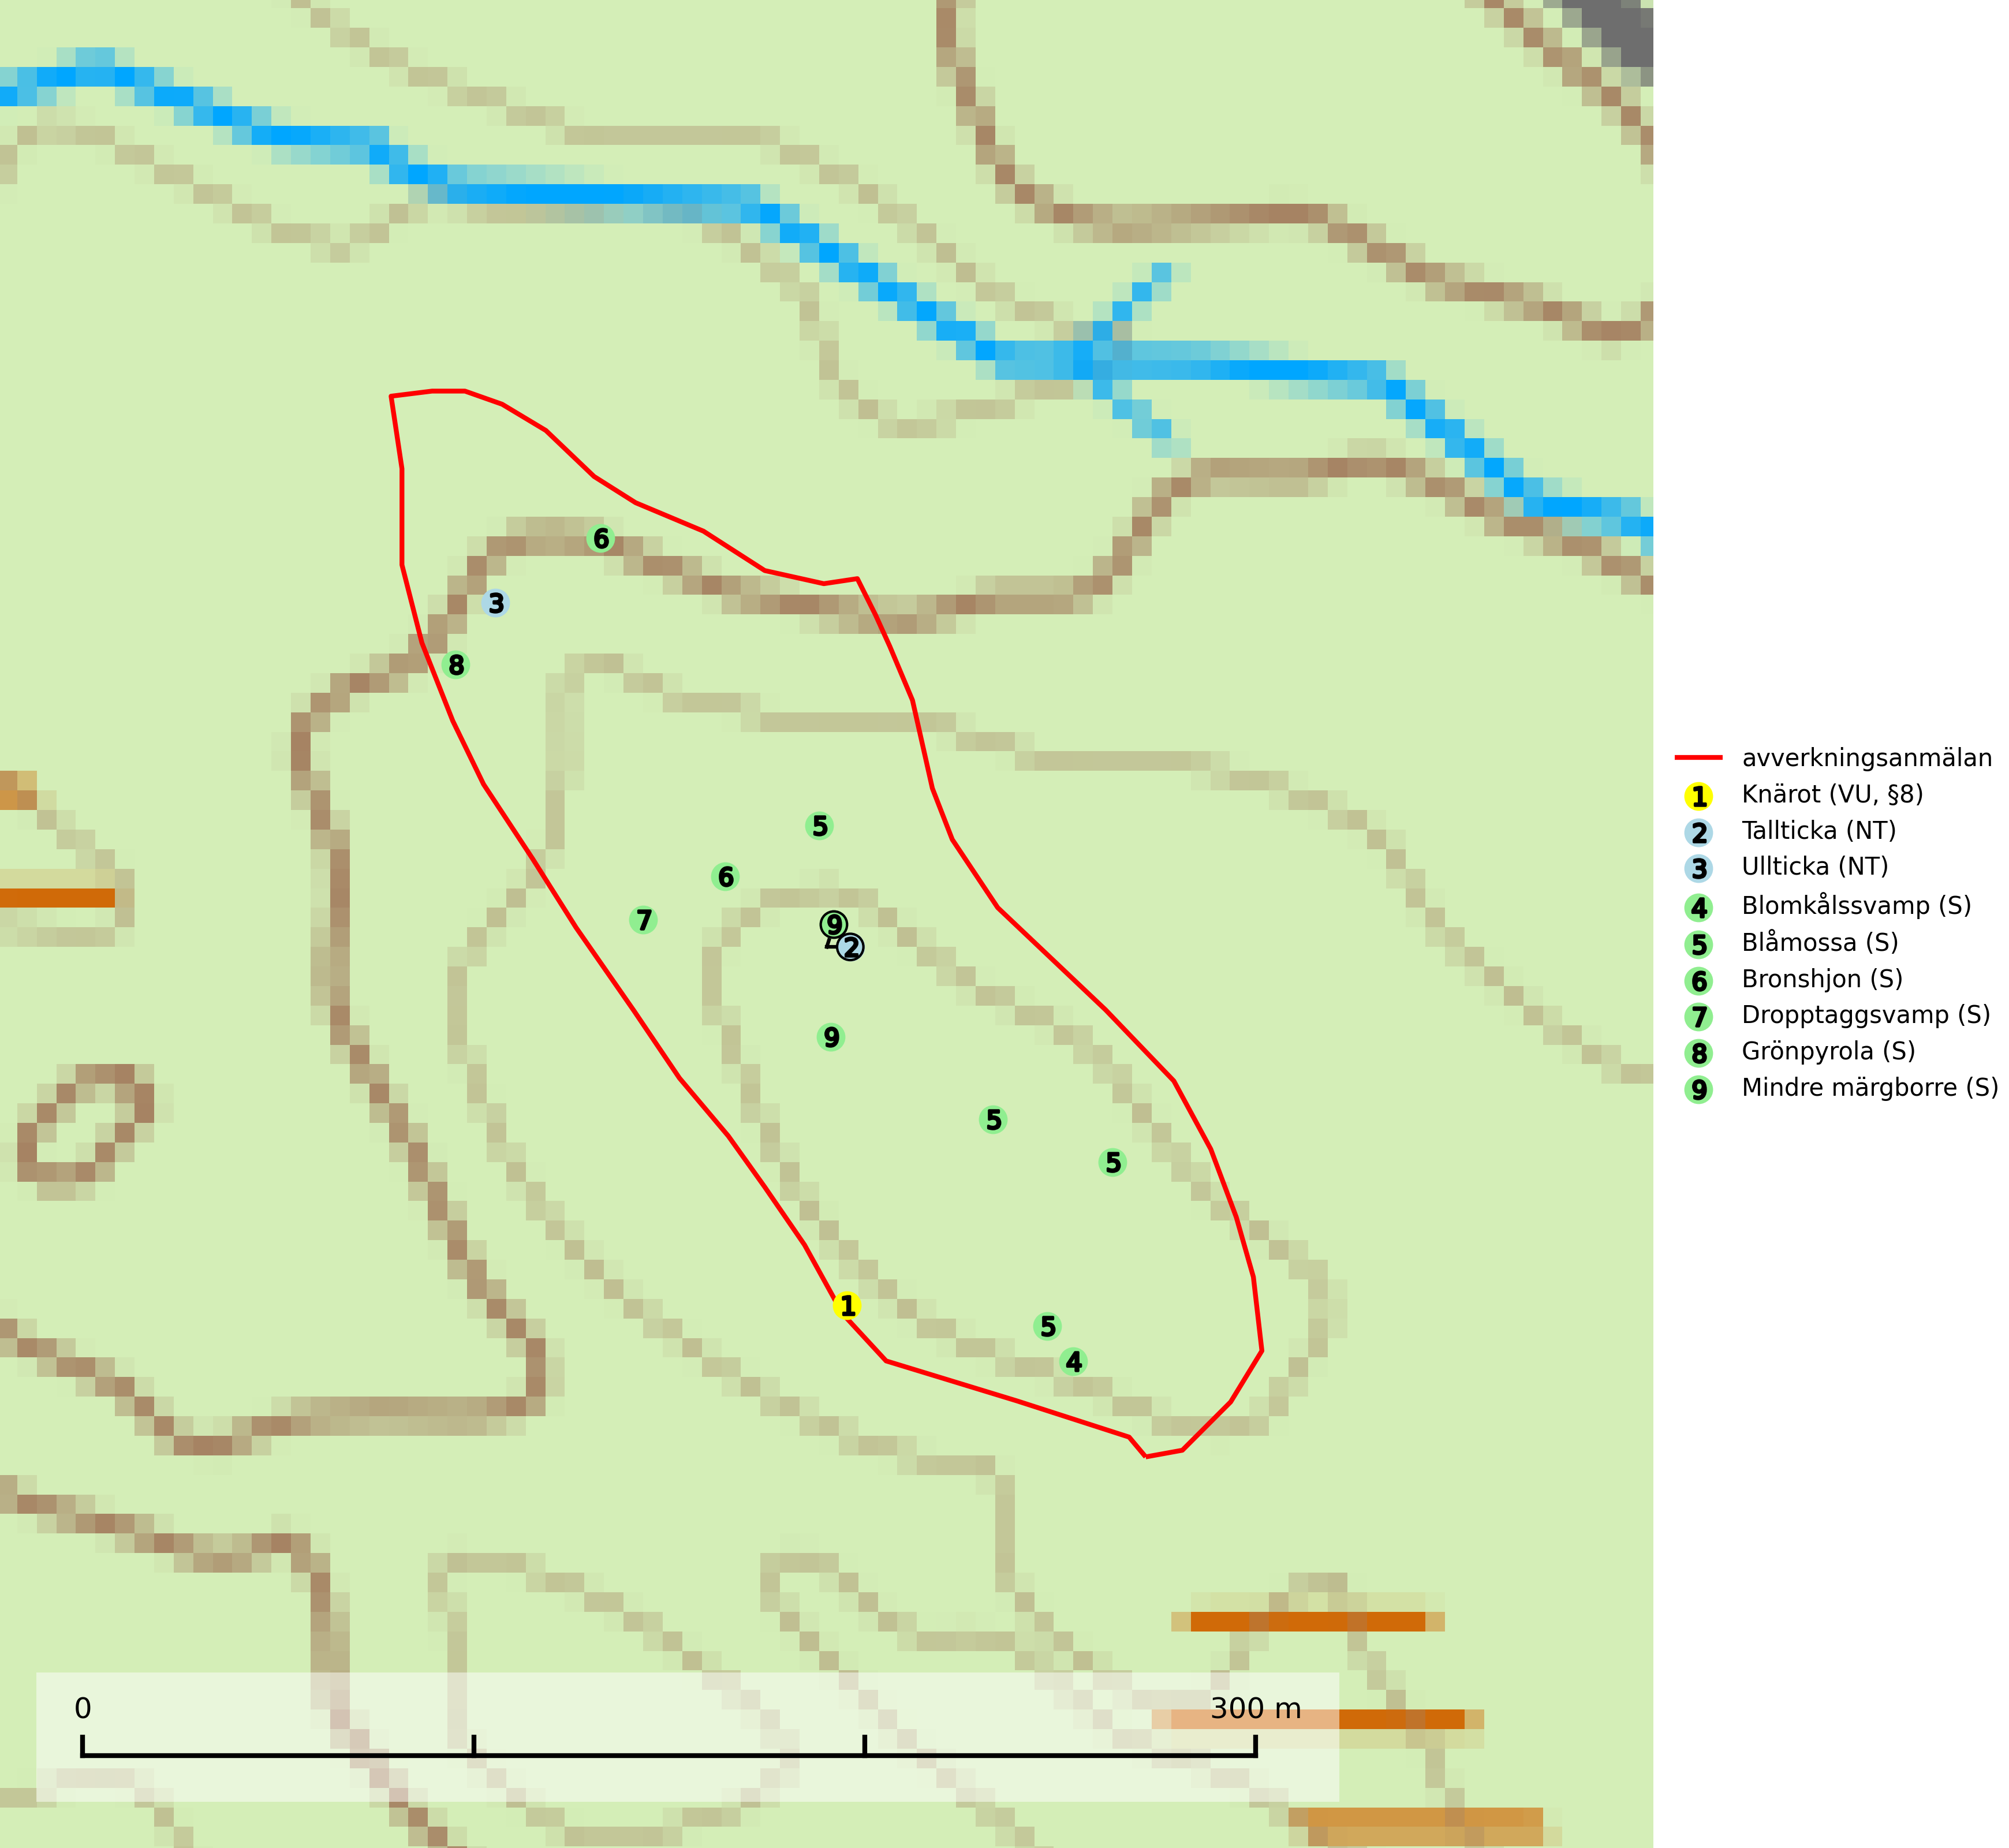 6
3
8
5
6
7
9
2
9
5
5
1
5
4
avverkningsanmälan
1 Knärot (VU, §8)
2 Tallticka (NT)
3 Ullticka (NT)
4 Blomkålssvamp (S)
5 Blåmossa (S)
6 Bronshjon (S)
7 Dropptaggsvamp (S)
8 Grönpyrola (S)
9 Mindre märgborre (S)
0 300 m